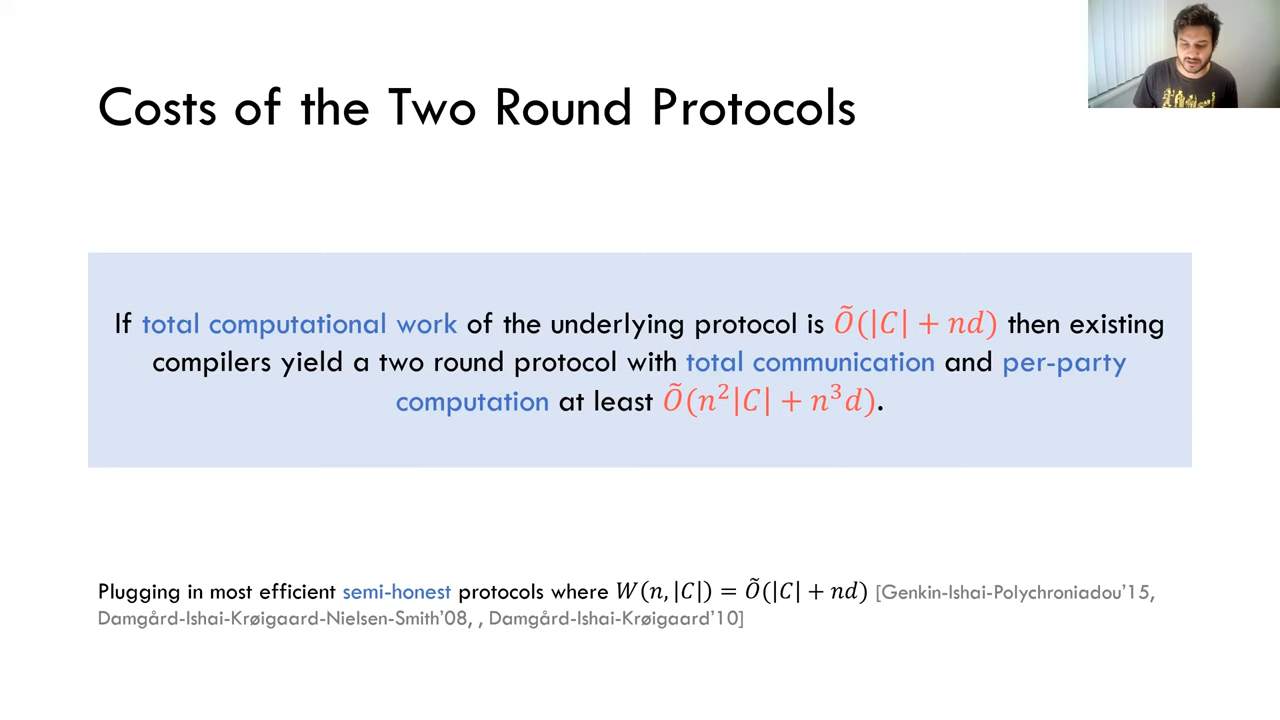 Costs of the Two Round Protocols
If total computational work of the underlying protocol is Õ(|C| + nd) then existing
compilers yield a two round protocol with total communication and per-party
computation at least Õ(n²|C| + n³d).
Plugging in most efficient semi-honest protocols where W(n, |C|) = Õ(|C| + nd) [Genkin-Ishai-Polychroniadou'15,
Damgård-Ishai-Krøigaard-Nielsen-Smith'08, , Damgård-Ishai-Krøigaard'10]